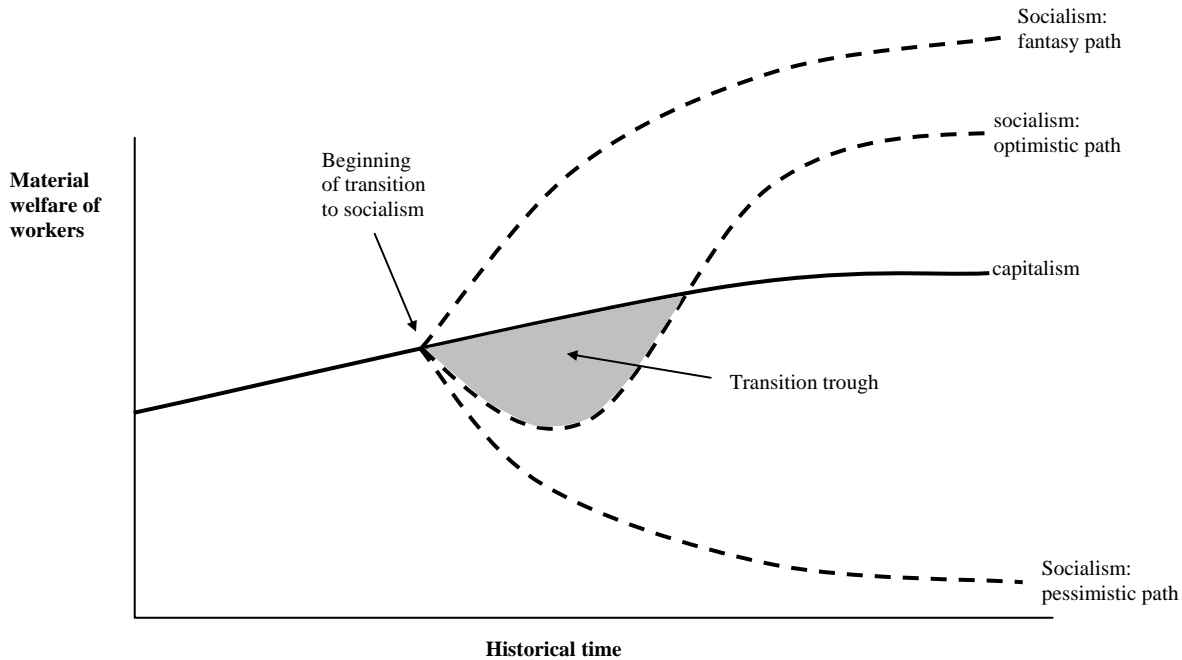 Socialism:
fantasy path
socialism:
optimistic path
Beginning
of transition
to socialism
Material
welfare of
workers
capitalism
Transition trough
Socialism:
pessimistic path
Historical time